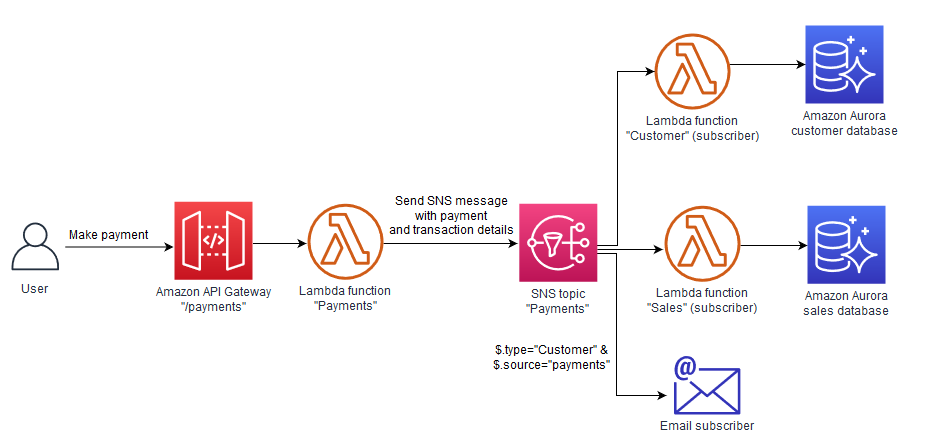 Lambda function
"Customer" (subscriber)
Amazon Aurora
customer database
Make payment
User
Amazon API Gateway
"/payments"
Lambda function
"Payments"
Send SNS message
with payment
and transaction details
SNS topic
"Payments"
Lambda function
"Sales" (subscriber)
Amazon Aurora
sales database
$.type="Customer" &
$.source="payments"
@
Email subscriber